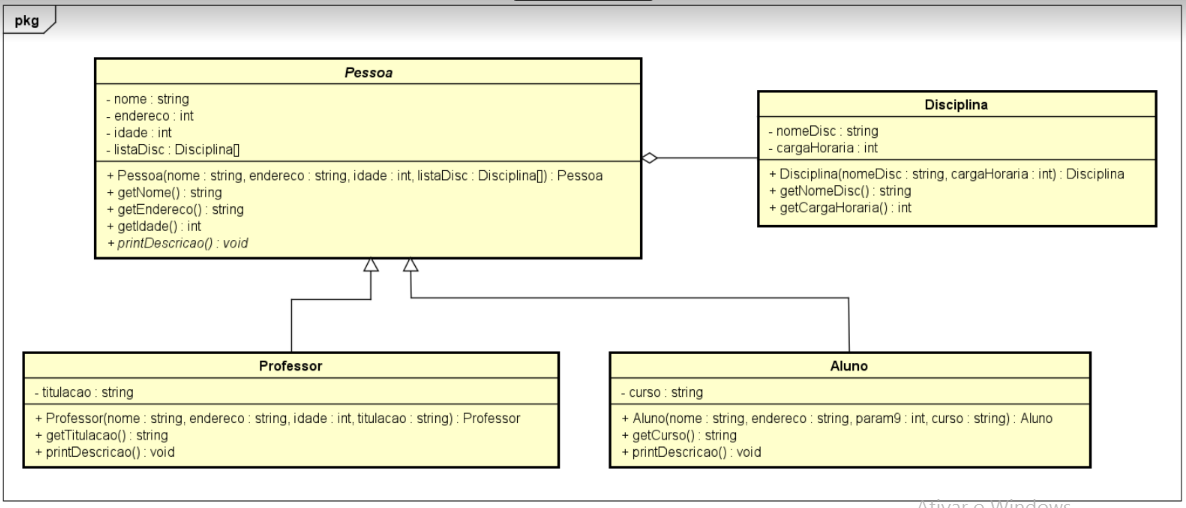 pkg
Pessoa
- nome : string
- endereco : int
- idade : int
- listaDisc : Disciplina[]
+ Pessoa(nome : string, endereco : string, idade : int, listaDisc : Disciplina[]) : Pessoa
+ getNome() : string
+ getEndereco() : string
+ getIdade() : int
+ printDescricao() : void
Disciplina
- nomeDisc : string
- cargaHoraria : int
+ Disciplina(nomeDisc : string, cargaHoraria : int) : Disciplina
+ getNomeDisc() : string
+ getCargaHoraria() : int
Professor
- titulacao : string
+ Professor(nome : string, endereco : string, idade : int, titulacao : string) : Professor
+ getTitulacao() : string
+ printDescricao() : void
Aluno
- curso : string
+ Aluno(nome : string, endereco : string, param9 : int, curso : string) : Aluno
+ getCurso() : string
+ printDescricao() : void
Ativar o Windows